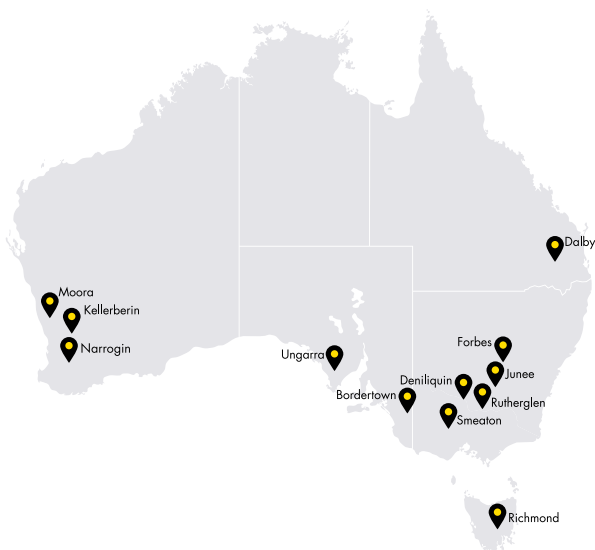 Dalby
Moora
Kellerberin
Narrogin
Forbes
Ungarra
Junee
Deniliquin
Bordertown
Rutherglen
Smeaton
Richmond